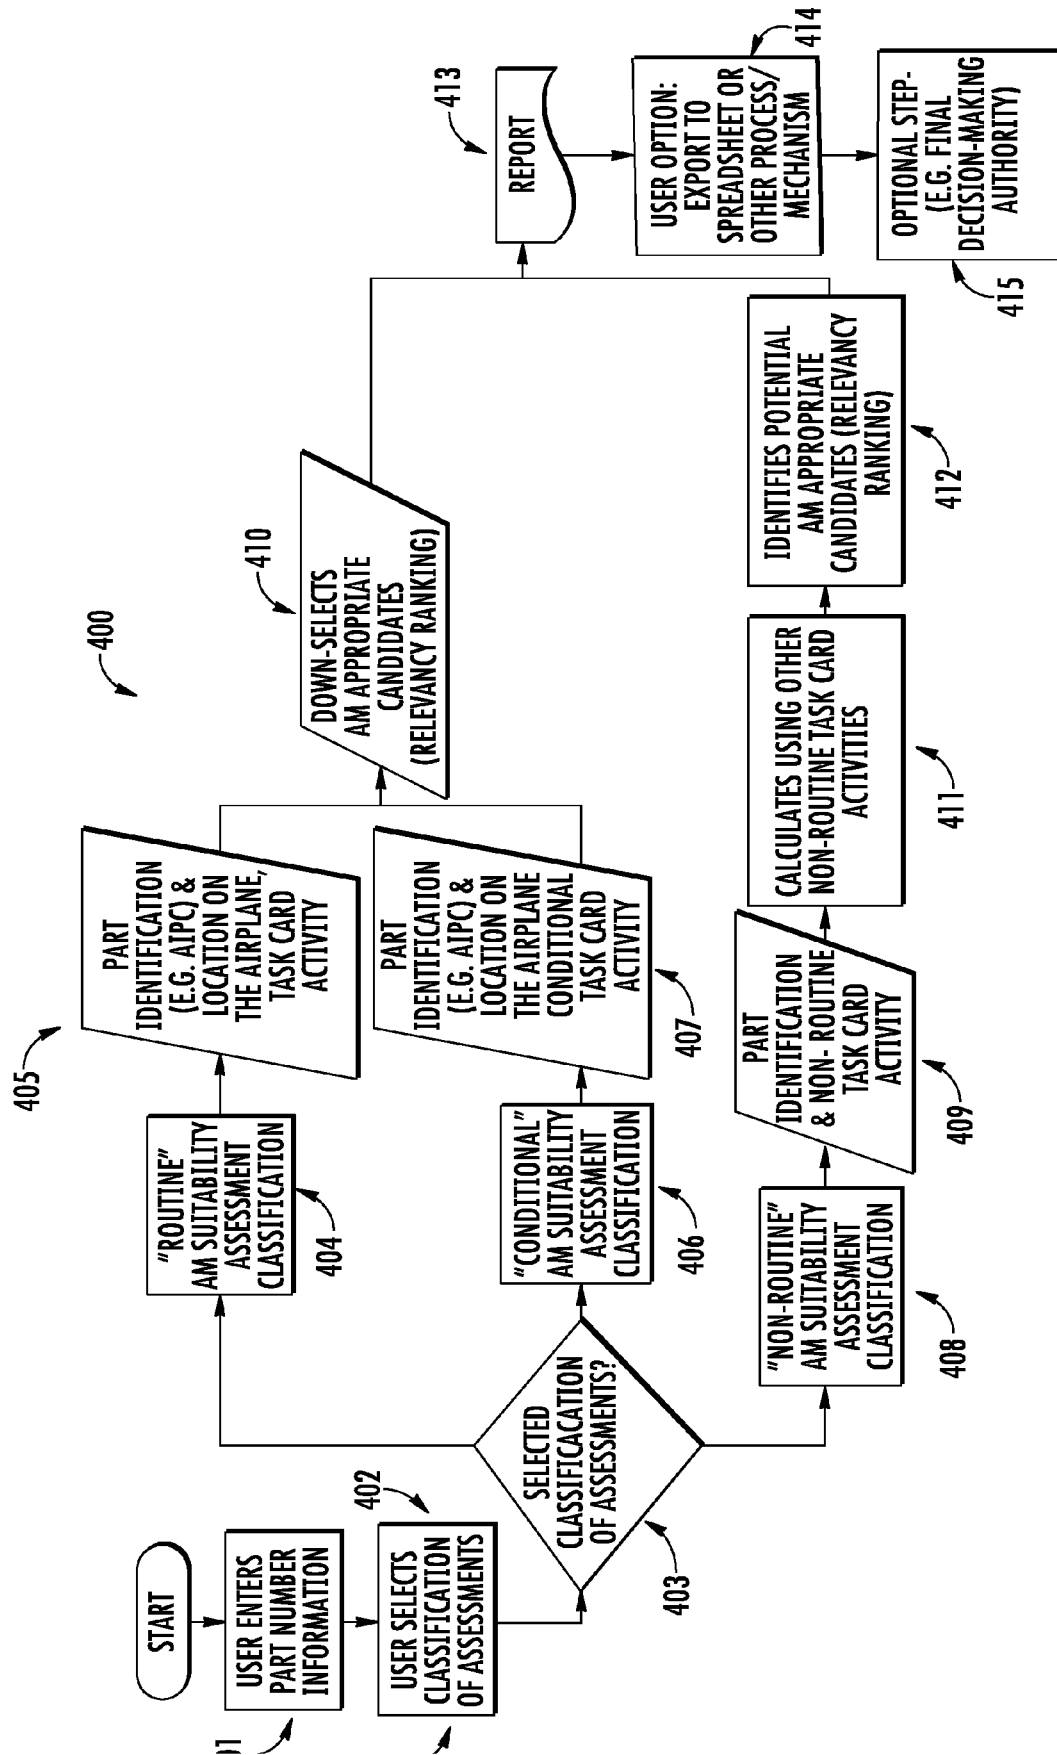 400
START
USER ENTERS
PART NUMBER
INFORMATION
USER SELECTS
CLASSIFICATION
OF ASSESSMENTS
402
SELECTED
CLASSIFICACATION
OF ASSESSMENTS?
403
"ROUTINE"
AM SUITABILITY
ASSESSMENT
CLASSIFICATION
404
PART
IDENTIFICATION
(E.G. AIPC) &
LOCATION ON
THE AIRPLANE,
TASK CARD
ACTIVITY
405
"CONDITIONAL"
AM SUITABILITY
ASSESSMENT
CLASSIFICATION
406
PART
IDENTIFICATION
(E.G. AIPC) &
LOCATION ON
THE AIRPLANE
CONDITIONAL
TASK CARD
ACTIVITY
407
"NON-ROUTINE"
AM SUITABILITY
ASSESSMENT
CLASSIFICATION
408
PART
IDENTIFICATION
& NON- ROUTINE
TASK CARD
ACTIVITY
409
DOWN-SELECTS
AM APPROPRIATE
CANDIDATES
(RELEVANCY RANKING)
410
CALCULATES USING OTHER
NON-ROUTINE TASK CARD
ACTIVITIES
411
IDENTIFIES POTENTIAL
AM APPROPRIATE
CANDIDATES (RELEVANCY
RANKING)
412
REPORT
413
USER OPTION:
EXPORT TO
SPREADSHEET OR
OTHER PROCESS/
MECHANISM
414
OPTIONAL STEP-
(E.G. FINAL
DECISION-MAKING
AUTHORITY)
415